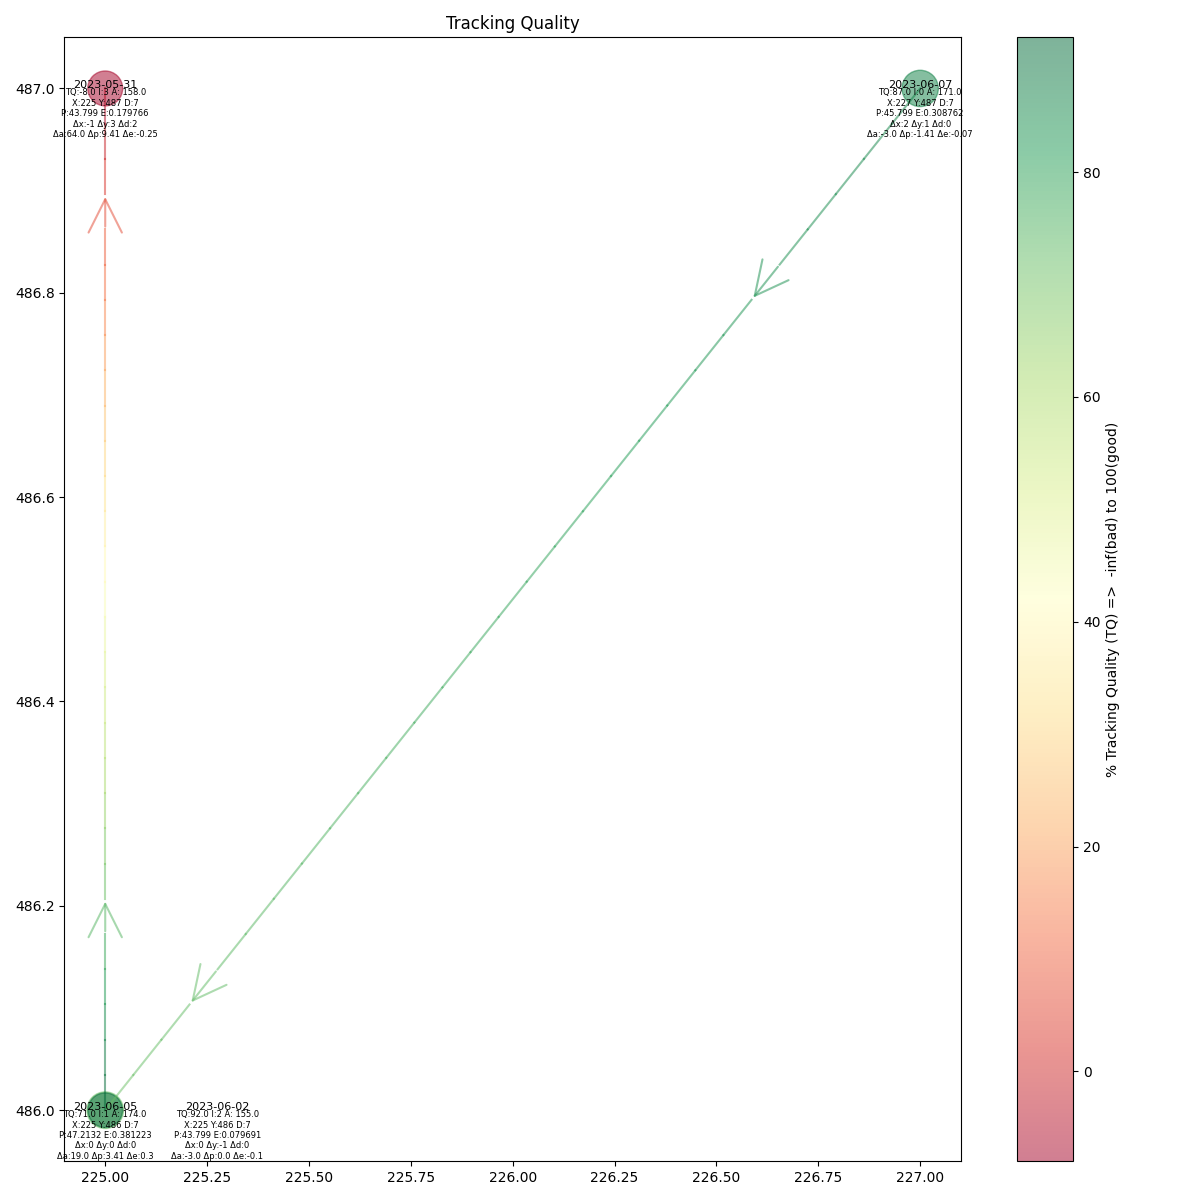 Tracking Quality
2023-05-31
TQ:-8.0 I:3 A: 158.0
X:225 Y:487 D:7
P:43.799 E:0.179766
Δx:-1 Δy:3 Δd:2
Δa:64.0 Δp:9.41 Δe:-0.25
2023-06-07
TQ:87.0 I:0 A: 171.0
X:227 Y:487 D:7
P:45.799 E:0.308762
Δx:2 Δy:1 Δd:0
Δa:-3.0 Δp:-1.41 Δe:-0.07
2023-06-05
TQ:71.0 I:1 A: 174.0
X:225 Y:486 D:7
P:47.2132 E:0.381223
Δx:0 Δy:0 Δd:0
Δa:19.0 Δp:3.41 Δe:0.3
2023-06-02
TQ:92.0 I:2 A: 155.0
X:225 Y:486 D:7
P:43.799 E:0.079691
Δx:0 Δy:-1 Δd:0
Δa:-3.0 Δp:0.0 Δe:-0.1
487.0
486.8
486.6
486.4
486.2
486.0
225.00
225.25
225.50
225.75
226.00
226.25
226.50
226.75
227.00
80
60
40
20
0
% Tracking Quality (TQ) => -inf(bad) to 100(good)